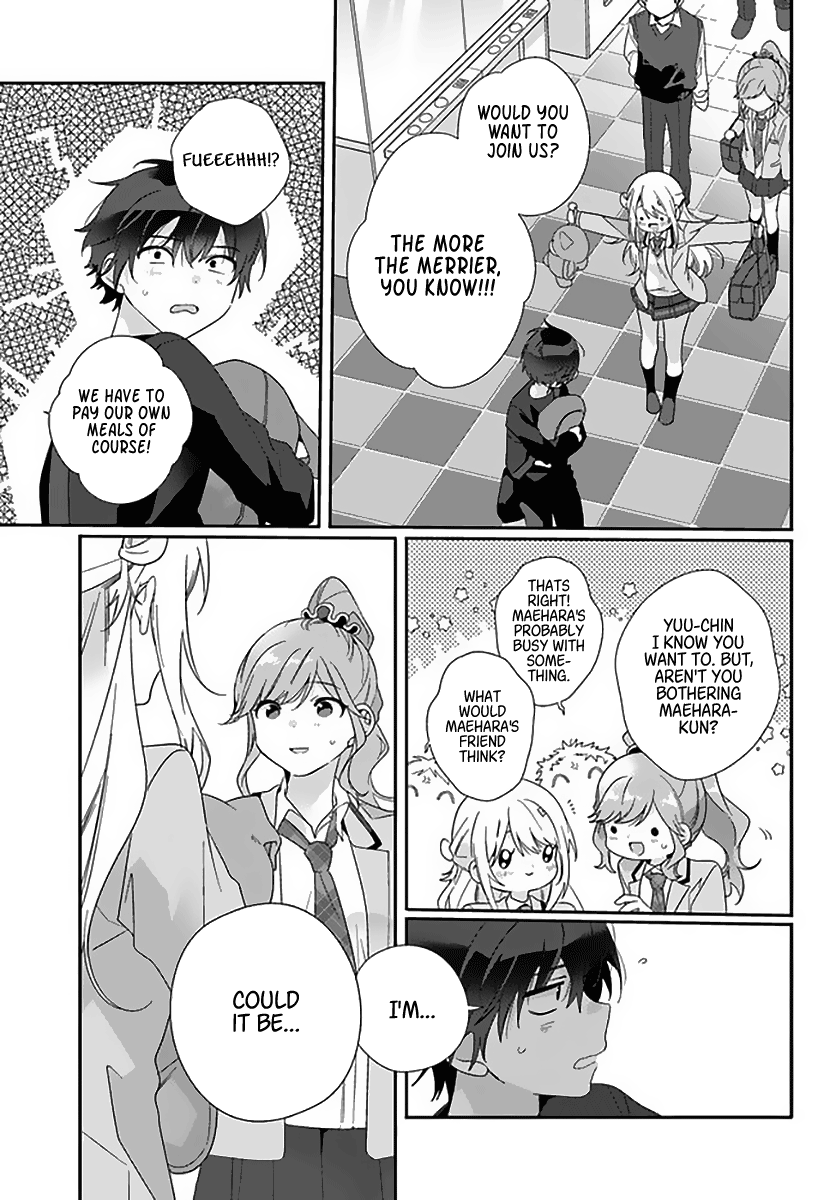 WOULD YOU
WANT TO
JOIN US?
THE MORE
THE MERRIER,
YOU KNOW!!!
FUEEEHHH!?
WE HAVE TO
PAY OUR OWN
MEALS OF
COURSE!
YUU-CHIN
I KNOW YOU
WANT TO. BUT,
AREN'T YOU
BOTHERING
MAEHARA-
KUN?
THATS
RIGHT!
MAEHARA'S
PROBABLY
BUSY WITH
SOME-
THING.
WHAT
WOULD
MAEHARA'S
FRIEND
THINK?
I'M...
COULD
IT BE...